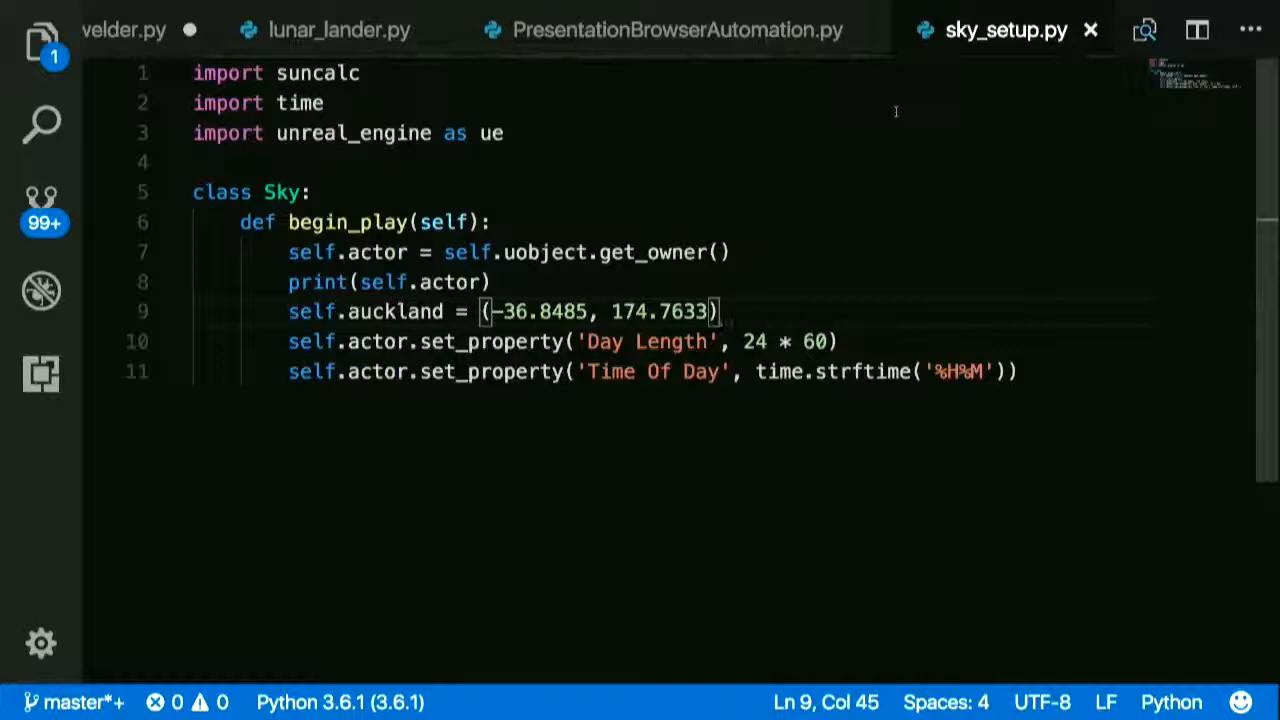 welder.py
lunar_lander.py
PresentationBrowserAutomation.py
sky_setup.py
1
99+
1 import suncalc
2 import time
3 import unreal_engine as ue
4
5 class Sky:
6 def begin_play(self):
7 self.actor = self.uobject.get_owner()
8 print(self.actor)
9 self.auckland = (-36.8485, 174.7633)
10 self.actor.set_property('Day Length', 24 * 60)
11 self.actor.set_property('Time Of Day', time.strftime('%H%M'))
master*+ 0 0 Python 3.6.1 (3.6.1) Ln 9, Col 45 Spaces: 4 UTF-8 LF Python